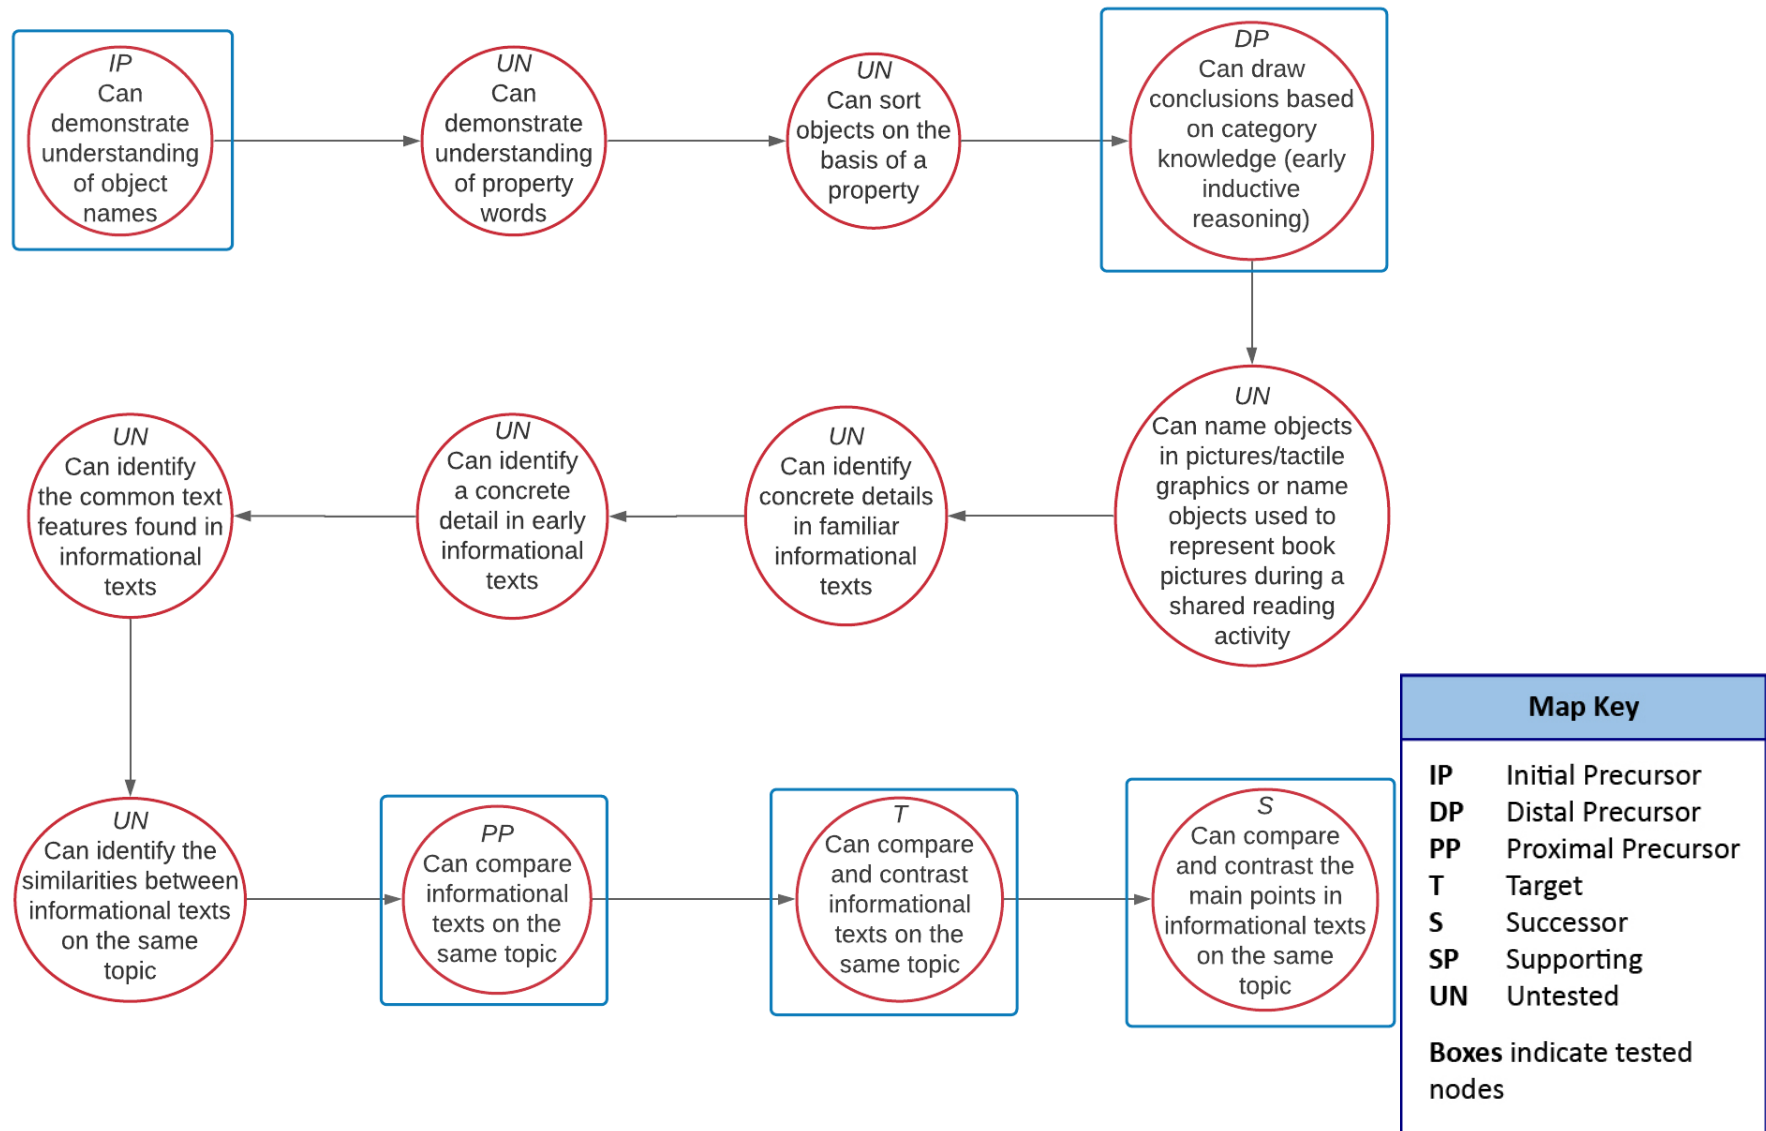 IP
Can
demonstrate
understanding
of object
names
UN
Can
demonstrate
understanding
of property
words
UN
Can sort
objects on the
basis of a
property
DP
Can draw
conclusions based
on category
knowledge (early
inductive
reasoning)
UN
Can name objects
in pictures/tactile
graphics or name
objects used to
represent book
pictures during a
shared reading
activity
UN
Can identify
concrete details
in familiar
informational
texts
UN
Can identify
a concrete
detail in early
informational
texts
UN
Can identify
the common text
features found in
informational
texts
UN
Can identify the
similarities between
informational texts
on the same
topic
PP
Can compare
informational
texts on the
same topic
T
Can compare
and contrast
informational
texts on the
same topic
S
Can compare
and contrast the
main points in
informational texts
on the same
topic
Map Key
IP Initial Precursor
DP Distal Precursor
PP Proximal Precursor
T Target
S Successor
SP Supporting
UN Untested
Boxes indicate tested
nodes